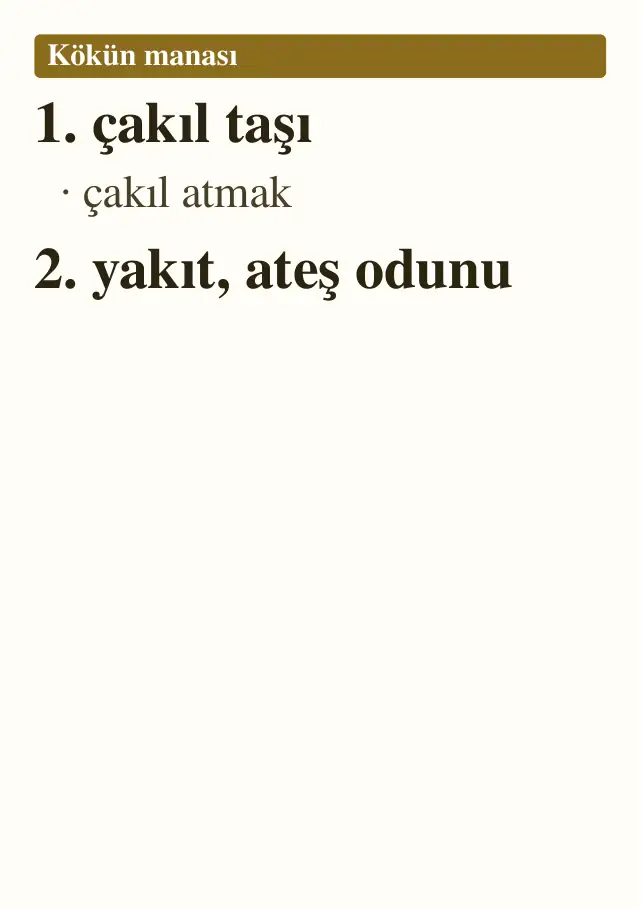 Kökün manası
1. çakıl taşı
· çakıl atmak
2. yakıt, ateş odunu